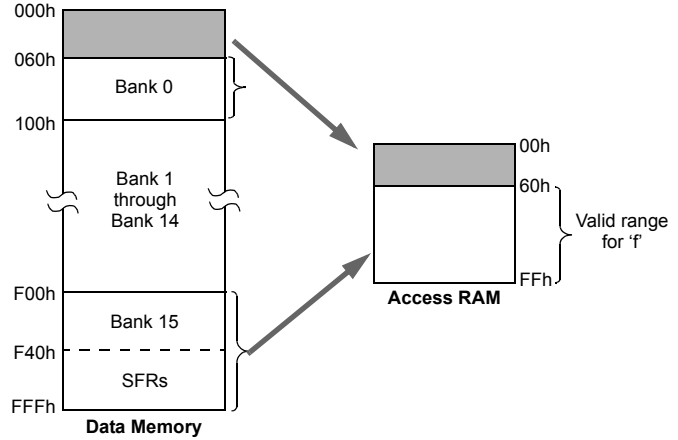 000h
060h
Bank 0
100h
Bank 1
through
Bank 14
F00h
Bank 15
F40h
SFRs
FFFh
Data Memory
00h
60h
Valid range
for ‘f’
FFh
Access RAM